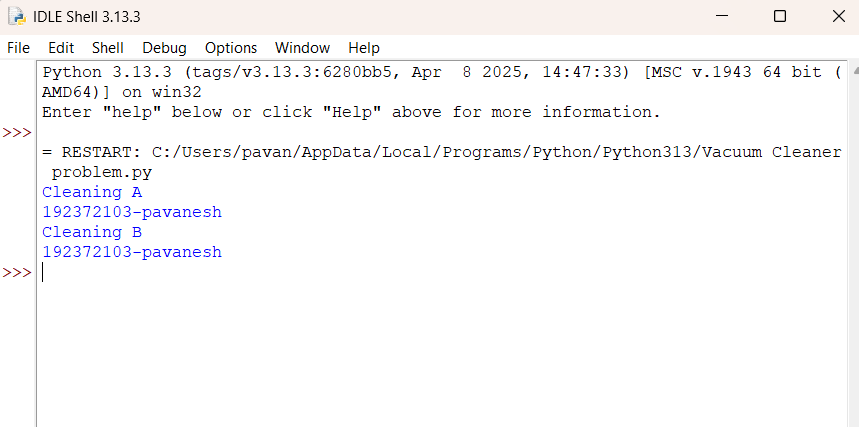 IDLE Shell 3.13.3
File Edit Shell Debug Options Window Help
Python 3.13.3 (tags/v3.13.3:6280bb5, Apr  8 2025, 14:47:33) [MSC v.1943 64 bit (
AMD64)] on win32
Enter "help" below or click "Help" above for more information.
>>>
= RESTART: C:/Users/pavan/AppData/Local/Programs/Python/Python313/Vacuum Cleaner
 problem.py
Cleaning A
192372103-pavanesh
Cleaning B
192372103-pavanesh
>>>